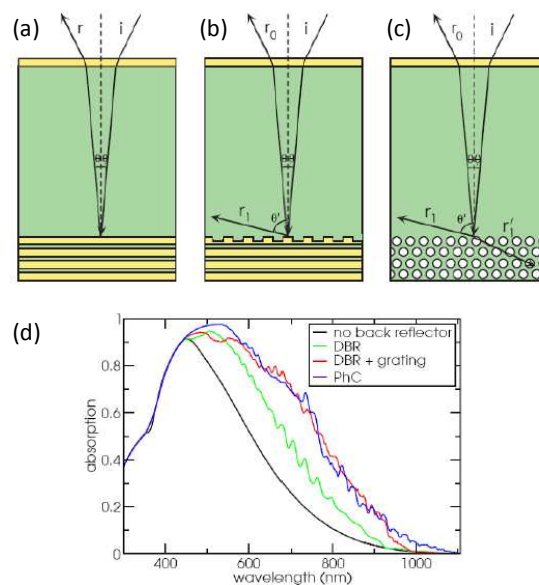 (a)
r
i
θ
θ
(b)
r0
i
θ
θ
r1
θ'
(c)
r0
i
θ
θ
r1
θ'
r1'
(d)
no back reflector
DBR
DBR + grating
PhC
1
0.8
0.6
0.4
0.2
0
absorption
400
600
800
1000
wavelength (nm)